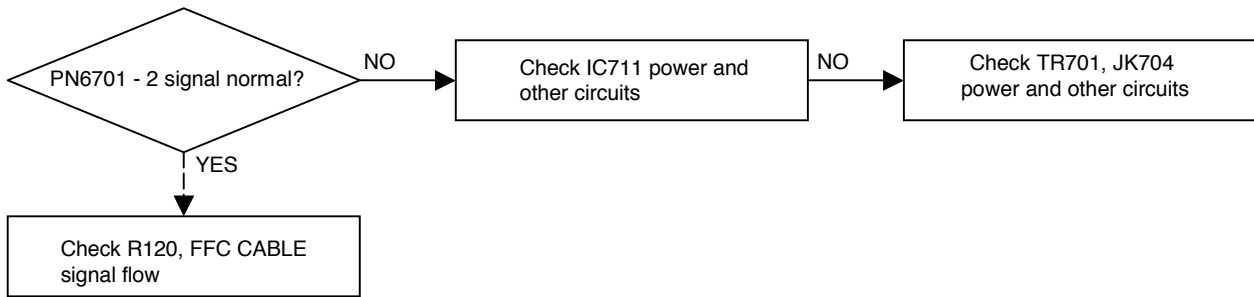 PN6701 - 2 signal normal?
NO
Check IC711 power and
other circuits
NO
Check TR701, JK704
power and other circuits
YES
Check R120, FFC CABLE
signal flow